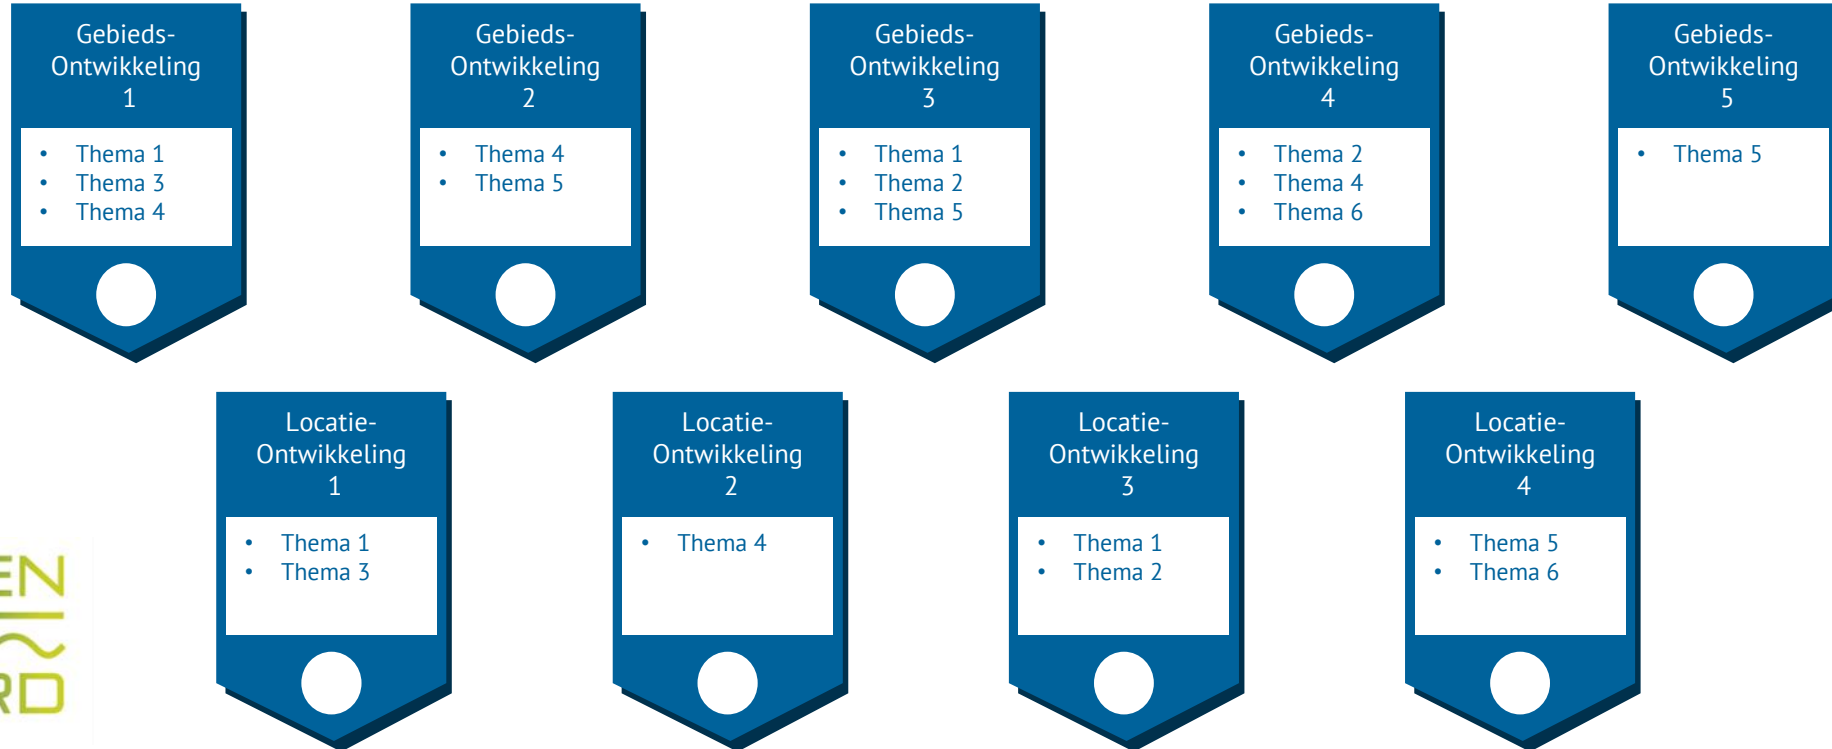 Gebieds-
Ontwikkeling
1
• Thema 1
• Thema 3
• Thema 4
Gebieds-
Ontwikkeling
2
• Thema 4
• Thema 5
Gebieds-
Ontwikkeling
3
• Thema 1
• Thema 2
• Thema 5
Gebieds-
Ontwikkeling
4
• Thema 2
• Thema 4
• Thema 6
Gebieds-
Ontwikkeling
5
• Thema 5
Locatie-
Ontwikkeling
1
• Thema 1
• Thema 3
Locatie-
Ontwikkeling
2
• Thema 4
Locatie-
Ontwikkeling
3
• Thema 1
• Thema 2
Locatie-
Ontwikkeling
4
• Thema 5
• Thema 6